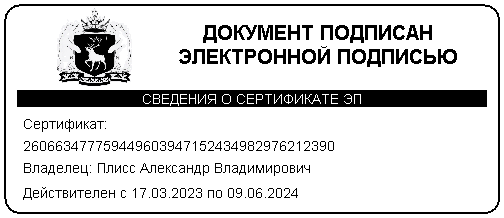 ДОКУМЕНТ ПОДПИСАН
ЭЛЕКТРОННОЙ ПОДПИСЬЮ
СВЕДЕНИЯ О СЕРТИФИКАТЕ ЭП
Сертификат:
260663477759449603947152434982976212390
Владелец: Плисс Александр Владимирович
Действителен с 17.03.2023 по 09.06.2024